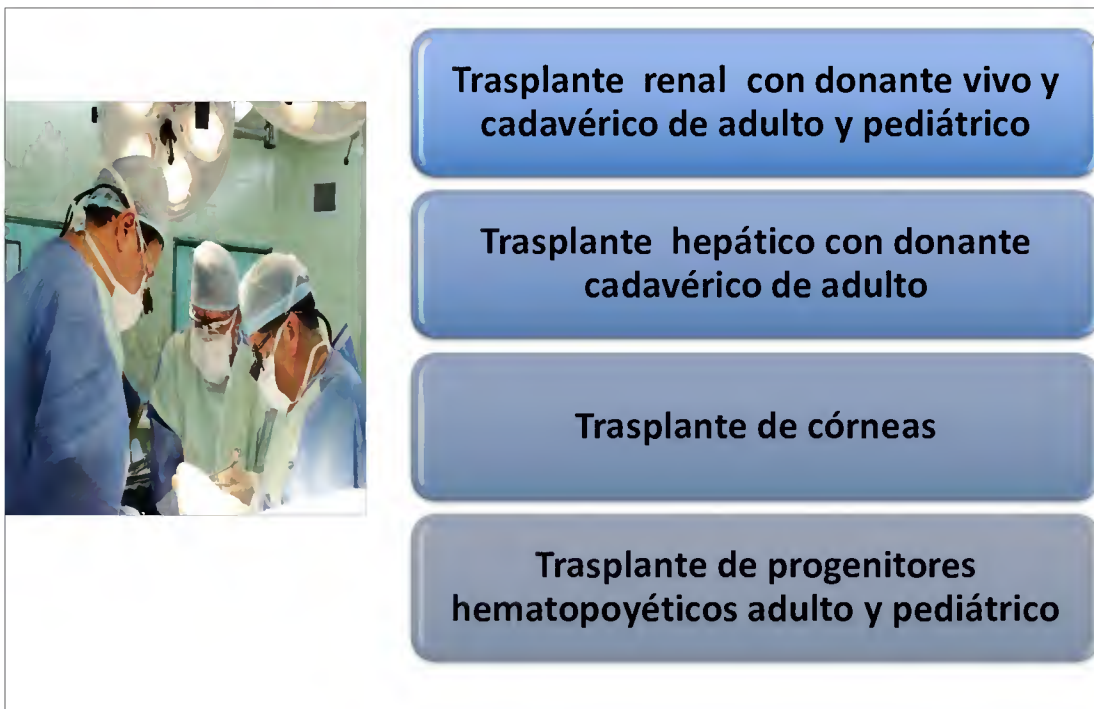 Trasplante renal con donante vivo y
cadavérico de adulto y pediátrico
Trasplante hepático con donante
cadavérico de adulto
Trasplante de córneas
Trasplante de progenitores
hematopoyéticos adulto y pediátrico